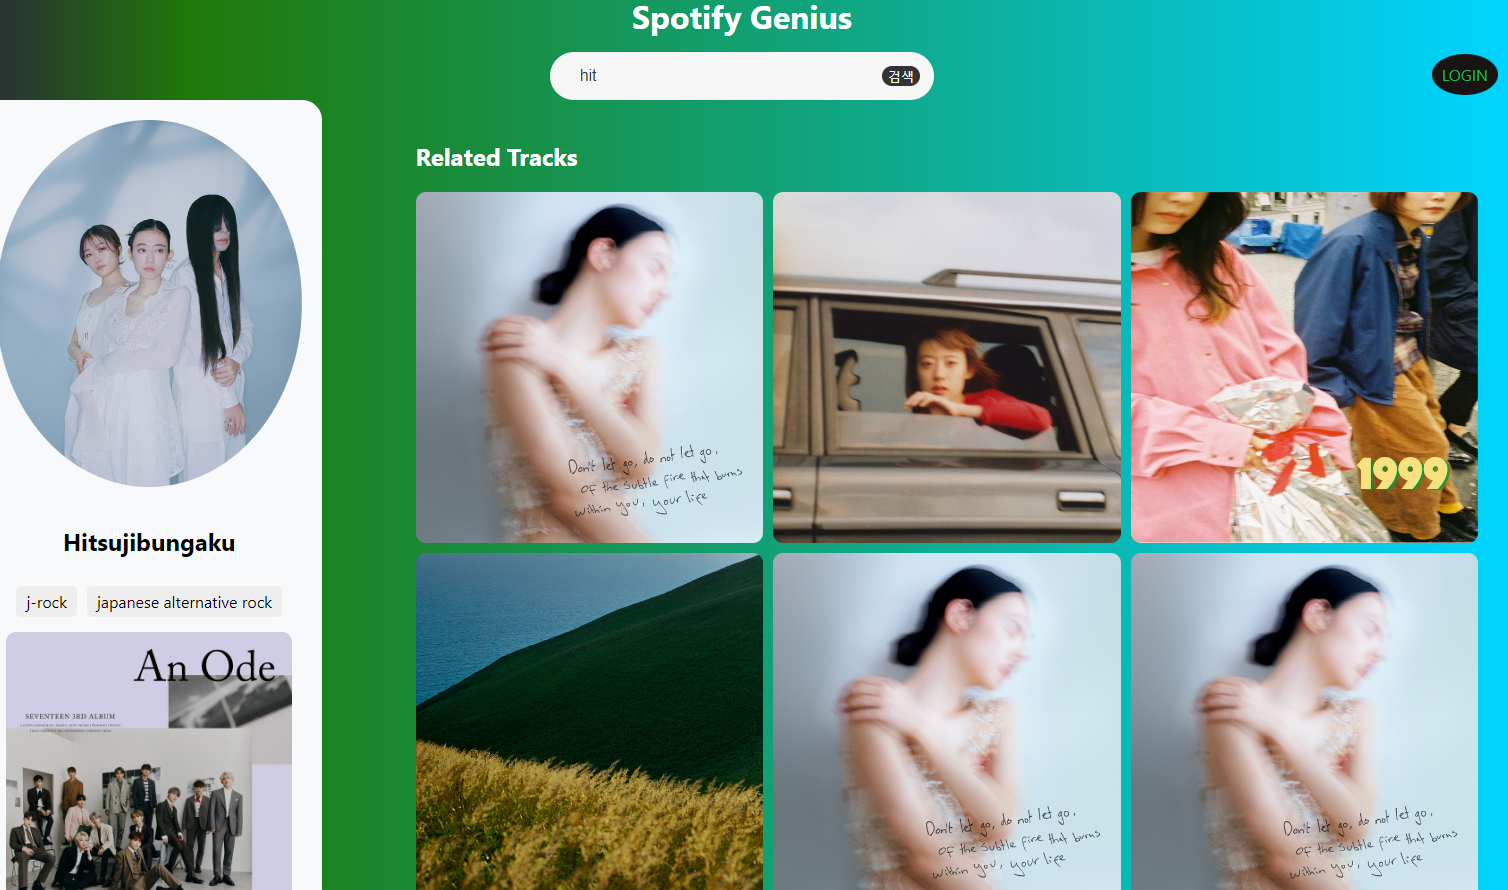 Spotify Genius
hit
검색
LOGIN
Related Tracks
Don't let go, do not let go,
Of the subtle fire that burns
within you, your life
1999
Hitsujibungaku
j-rock
japanese alternative rock
An Ode
SEVENTEEN 3RD ALBUM
Don't let go, do not let go,
Of the subtle fire that burns
within you, your life
Don't let go, do not let go,
Of the subtle fire that burns
within you, your life